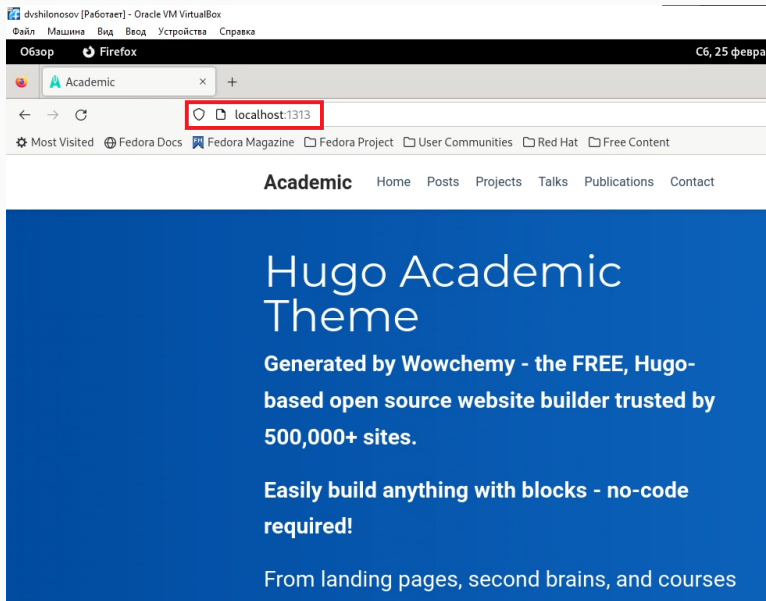 dvshilonosov [Работает] - Oracle VM VirtualBox
Файл Машина Вид Ввод Устройства Справка
Обзор Firefox Сб, 25 февра
Academic × +
localhost:1313
Most Visited Fedora Docs Fedora Magazine Fedora Project User Communities Red Hat Free Content
Academic Home Posts Projects Talks Publications Contact
Hugo Academic
Theme
Generated by Wowchemy - the FREE, Hugo-
based open source website builder trusted by
500,000+ sites.
Easily build anything with blocks - no-code
required!
From landing pages, second brains, and courses